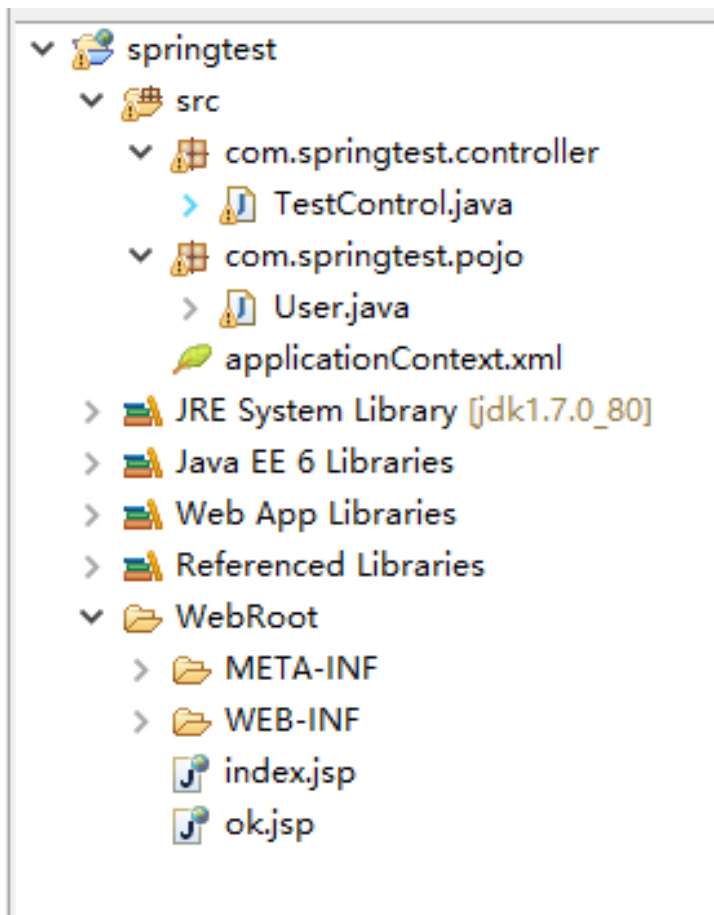 springtest
src
com.springtest.controller
TestControl.java
com.springtest.pojo
User.java
applicationContext.xml
JRE System Library [jdk1.7.0_80]
Java EE 6 Libraries
Web App Libraries
Referenced Libraries
WebRoot
META-INF
WEB-INF
index.jsp
ok.jsp